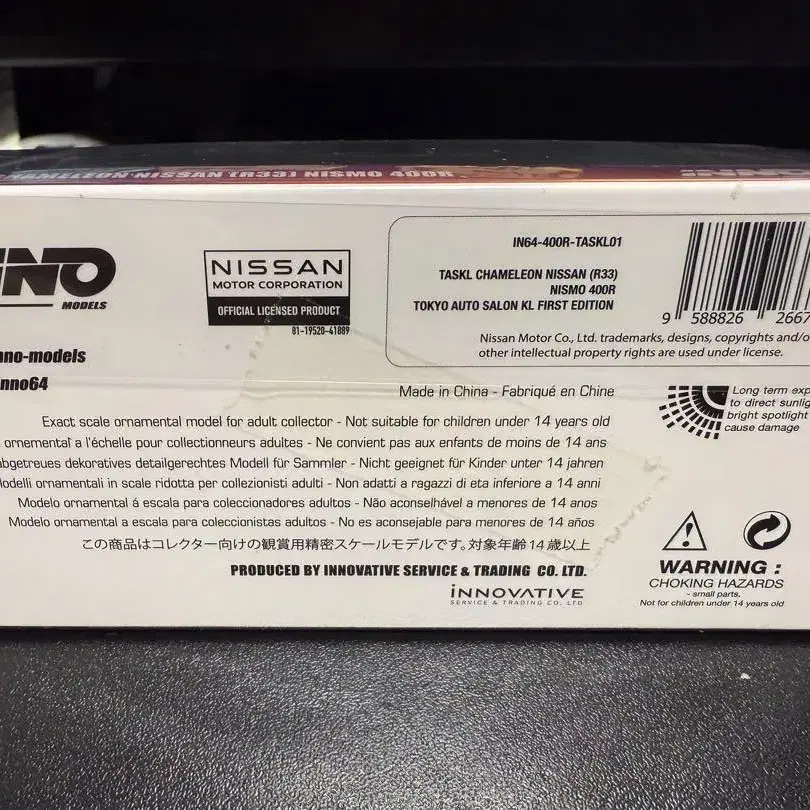 CHAMELEON NISSAN (R33) NISMO 400R
INNO
MODELS
nno-models
nno64
NISSAN
MOTOR CORPORATION
OFFICIAL LICENSED PRODUCT
81-19520-41889
IN64-400R-TASKL01
TASKL CHAMELEON NISSAN (R33)
NISMO 400R
TOKYO AUTO SALON KL FIRST EDITION
9 588826 2667
Nissan Motor Co., Ltd. trademarks, designs, copyrights and/o
other intellectual property rights are used under license.
Made in China - Fabriqué en Chine
Long term exp
to direct sunlig
bright spotlight
cause damage
Exact scale ornamental model for adult collector - Not suitable for children under 14 years old
ornemental a l'échelle pour collectionneurs adultes - Ne convient pas aux enfants de moins de 14 ans
abgetreues dekoratives detailgerechtes Modell für Sammler - Nicht geeignet für Kinder unter 14 jahren
Modelli ornamentali in scale ridotta per collezionisti adulti - Non adatti a ragazzi di eta inferiore a 14 anni
Modelo ornamental á escala para coleccionadores adultos - Não aconselhável a menores de 14 anos
Modelo ornamental a escala para coleccionistas adultos - No es aconsejable para menores de 14 años
この商品はコレクター向けの観賞用精密スケールモデルです。対象年齢14歳以上
PRODUCED BY INNOVATIVE SERVICE & TRADING CO. LTD.
INNOVATIVE
SERVICE & TRADING CO., LTD
WARNING :
CHOKING HAZARDS
- small parts.
Not for children under 14 years old